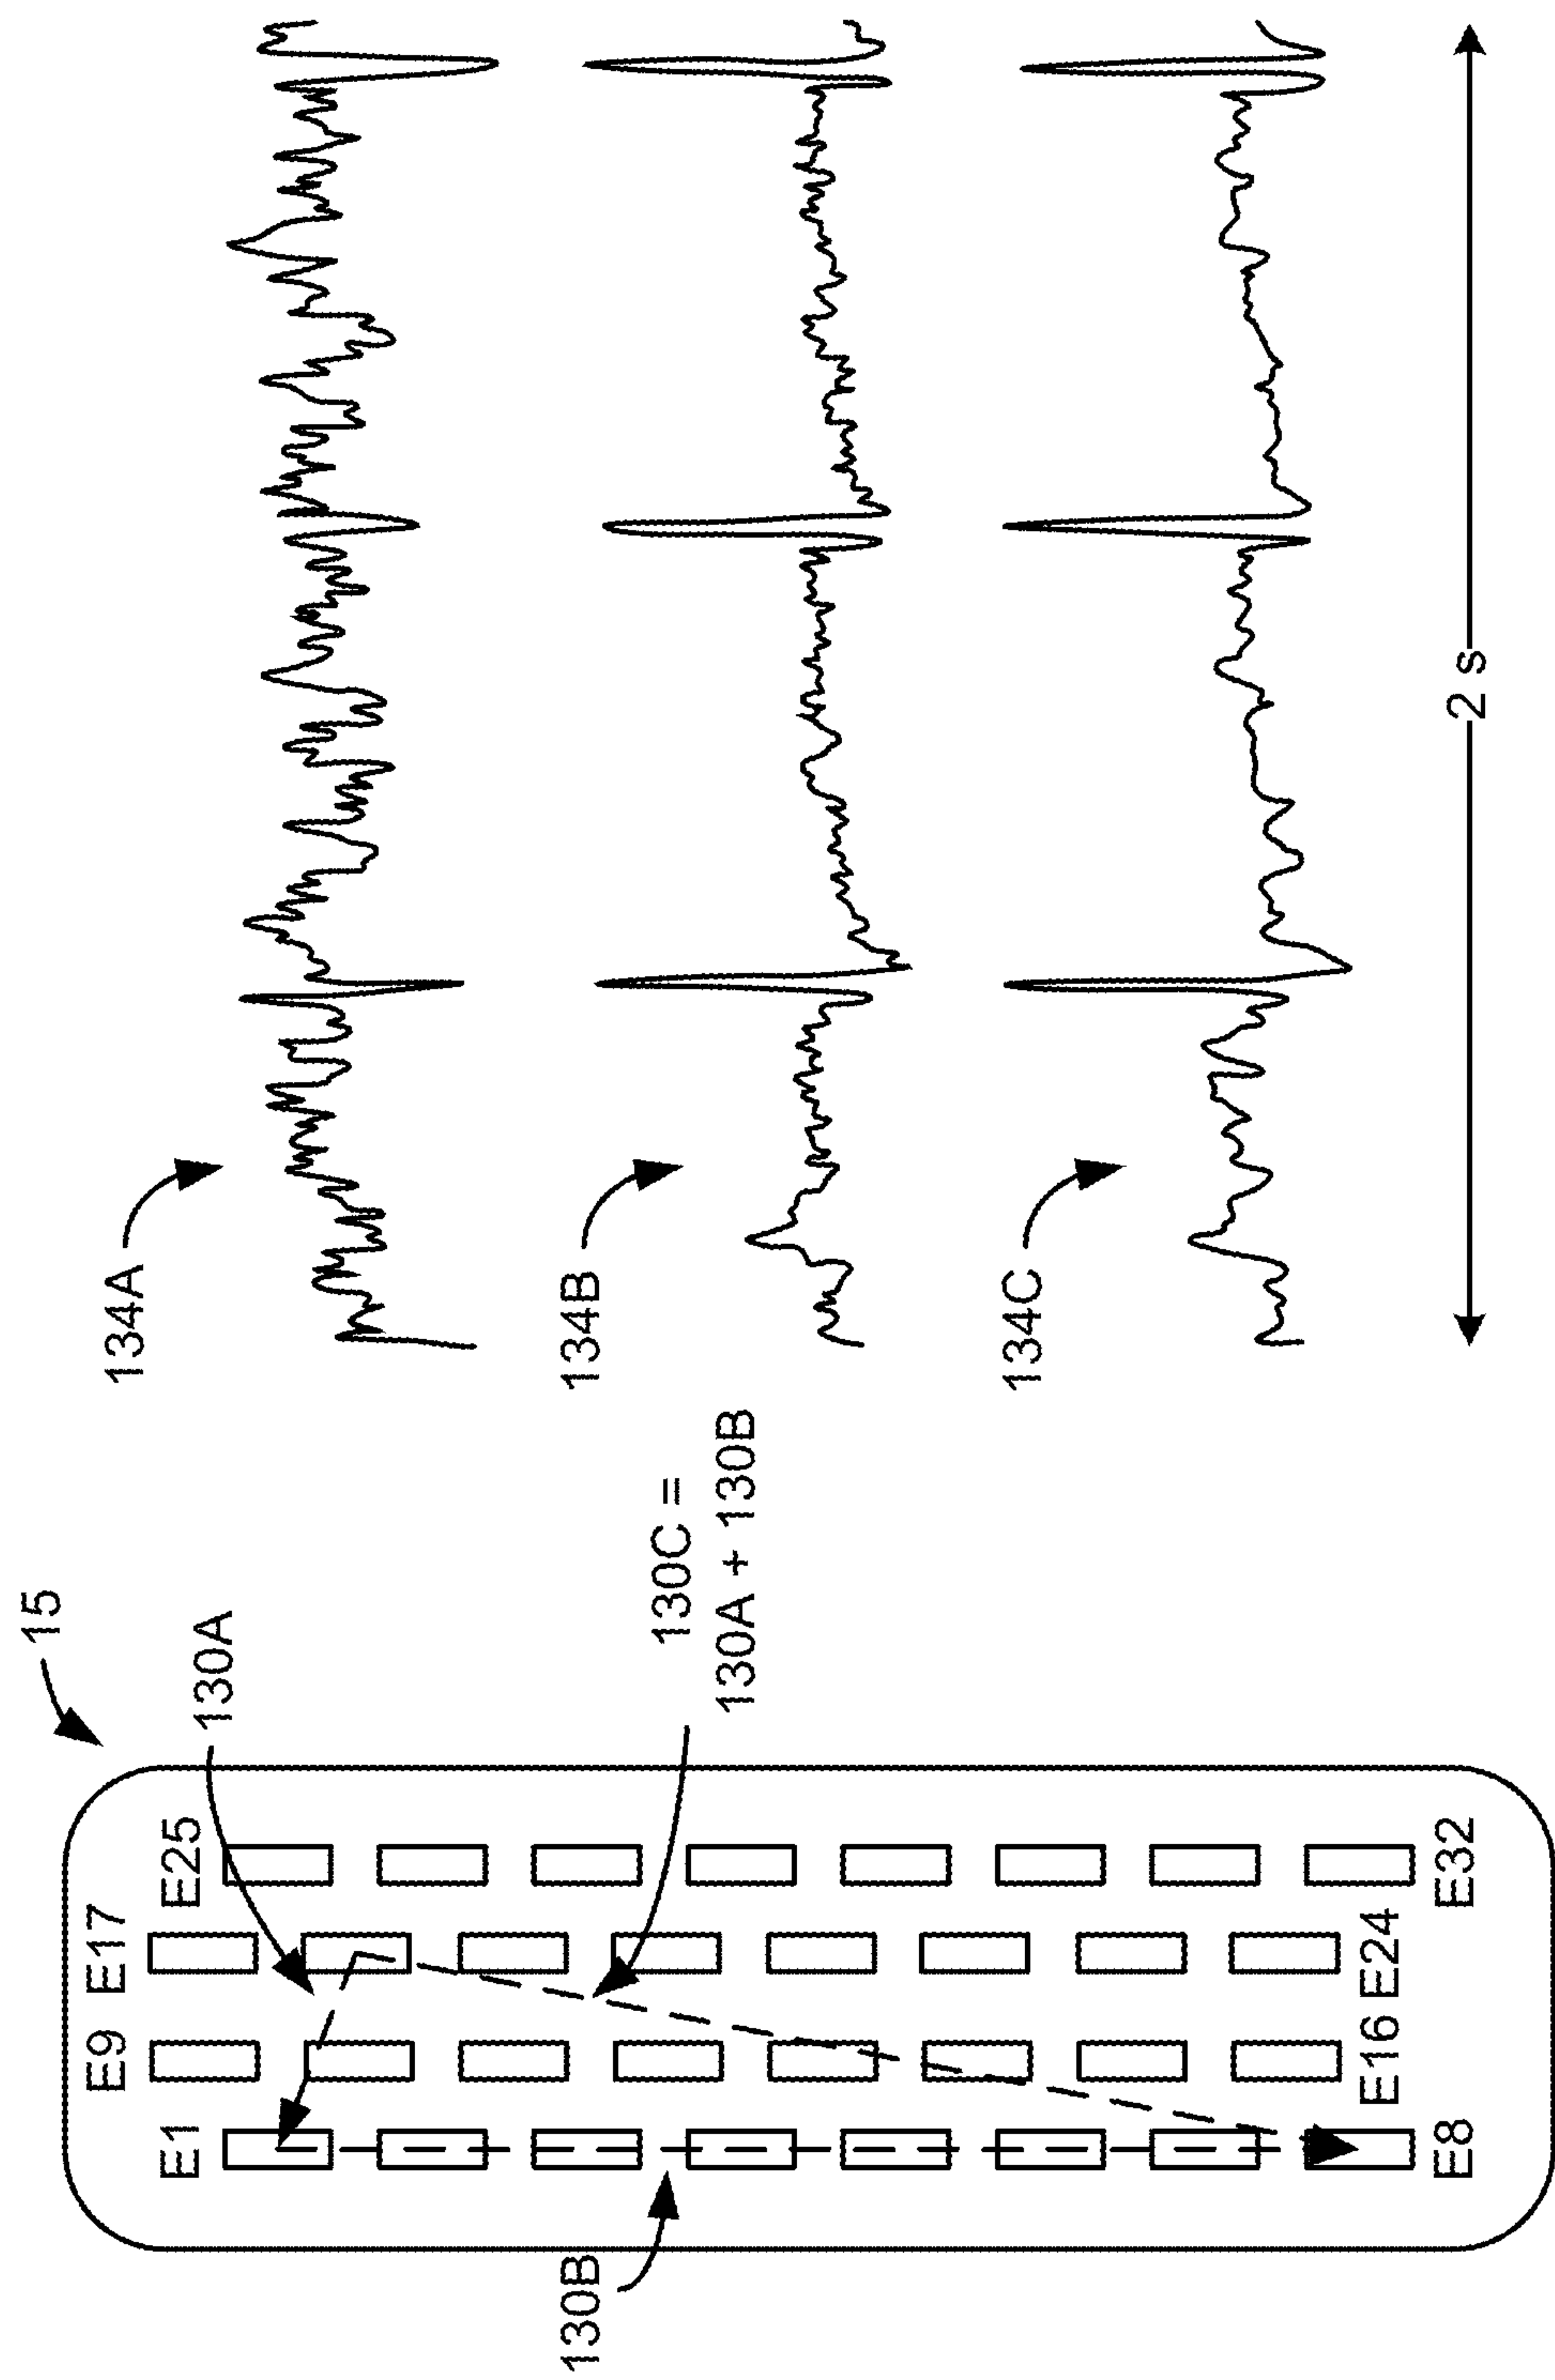 15
130A
130C =
130A + 130B
130B
E1
E9
E17
E25
E8
E16
E24
E32
134A
134B
134C
2 s